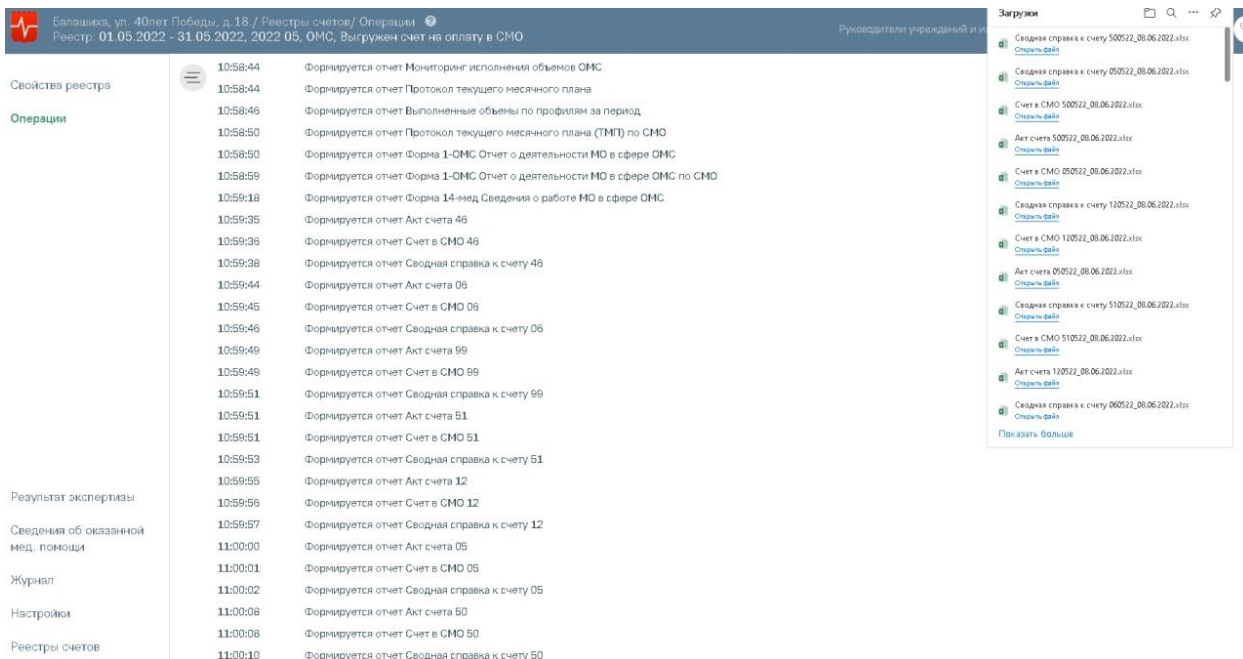 Балашиха, ул. 40лет Победы, д.18./ Реестры счетов/ Операции ?
Реестр: 01.05.2022 - 31.05.2022, 2022 05, ОМС, Выгружен счет на оплату в СМО
Руководители учреждений и
Свойства реестра
Операции
Результат экспертизы
Сведения об оказанной
мед. помощи
Журнал
Настройки
Реестры счетов
10:58:44 Формируется отчет Мониторинг исполнения объемов ОМС
10:58:44 Формируется отчет Протокол текущего месячного плана
10:58:46 Формируется отчет Выполненные объемы по профилям за период
10:58:50 Формируется отчет Протокол текущего месячного плана (ТМП) по СМО
10:58:50 Формируется отчет Форма 1-ОМС Отчет о деятельности МО в сфере ОМС
10:58:59 Формируется отчет Форма 1-ОМС Отчет о деятельности МО в сфере ОМС по СМО
10:59:18 Формируется отчет Форма 14-мед Сведения о работе МО в сфере ОМС
10:59:35 Формируется отчет Акт счета 46
10:59:36 Формируется отчет Счет в СМО 46
10:59:38 Формируется отчет Сводная справка к счету 46
10:59:44 Формируется отчет Акт счета 06
10:59:45 Формируется отчет Счет в СМО 06
10:59:46 Формируется отчет Сводная справка к счету 06
10:59:49 Формируется отчет Акт счета 99
10:59:49 Формируется отчет Счет в СМО 99
10:59:51 Формируется отчет Сводная справка к счету 99
10:59:51 Формируется отчет Акт счета 51
10:59:51 Формируется отчет Счет в СМО 51
10:59:53 Формируется отчет Сводная справка к счету 51
10:59:55 Формируется отчет Акт счета 12
10:59:56 Формируется отчет Счет в СМО 12
10:59:57 Формируется отчет Сводная справка к счету 12
11:00:00 Формируется отчет Акт счета 05
11:00:01 Формируется отчет Счет в СМО 05
11:00:02 Формируется отчет Сводная справка к счету 05
11:00:08 Формируется отчет Акт счета 50
11:00:08 Формируется отчет Счет в СМО 50
11:00:10 Формируется отчет Сводная справка к счету 50
Загрузки
Сводная справка к счету 500522_08.06.2022.xlsx
Открыть файл
Сводная справка к счету 050522_08.06.2022.xlsx
Открыть файл
Счет в СМО 500522_08.06.2022.xlsx
Открыть файл
Акт счета 500522_08.06.2022.xlsx
Открыть файл
Счет в СМО 050522_08.06.2022.xlsx
Открыть файл
Сводная справка к счету 120522_08.06.2022.xlsx
Открыть файл
Счет в СМО 120522_08.06.2022.xlsx
Открыть файл
Акт счета 050522_08.06.2022.xlsx
Открыть файл
Сводная справка к счету 510522_08.06.2022.xlsx
Открыть файл
Счет в СМО 510522_08.06.2022.xlsx
Открыть файл
Акт счета 120522_08.06.2022.xlsx
Открыть файл
Сводная справка к счету 060522_08.06.2022.xlsx
Открыть файл
Показать больше